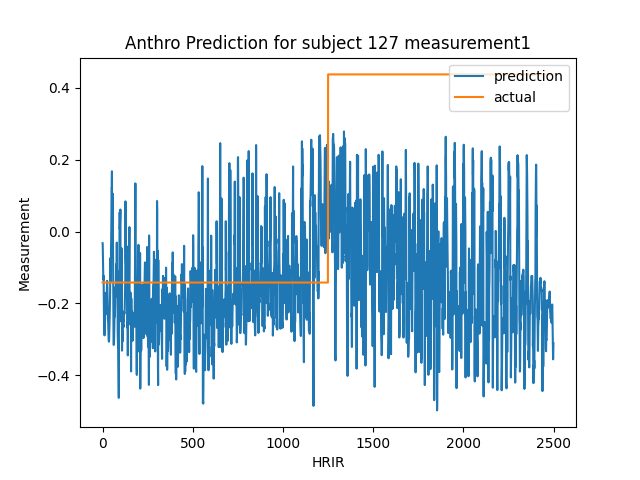 Anthro Prediction for subject 127 measurement1
prediction
actual
Measurement
0.4
0.2
0.0
−0.2
−0.4
0 500 1000 1500 2000 2500
HRIR